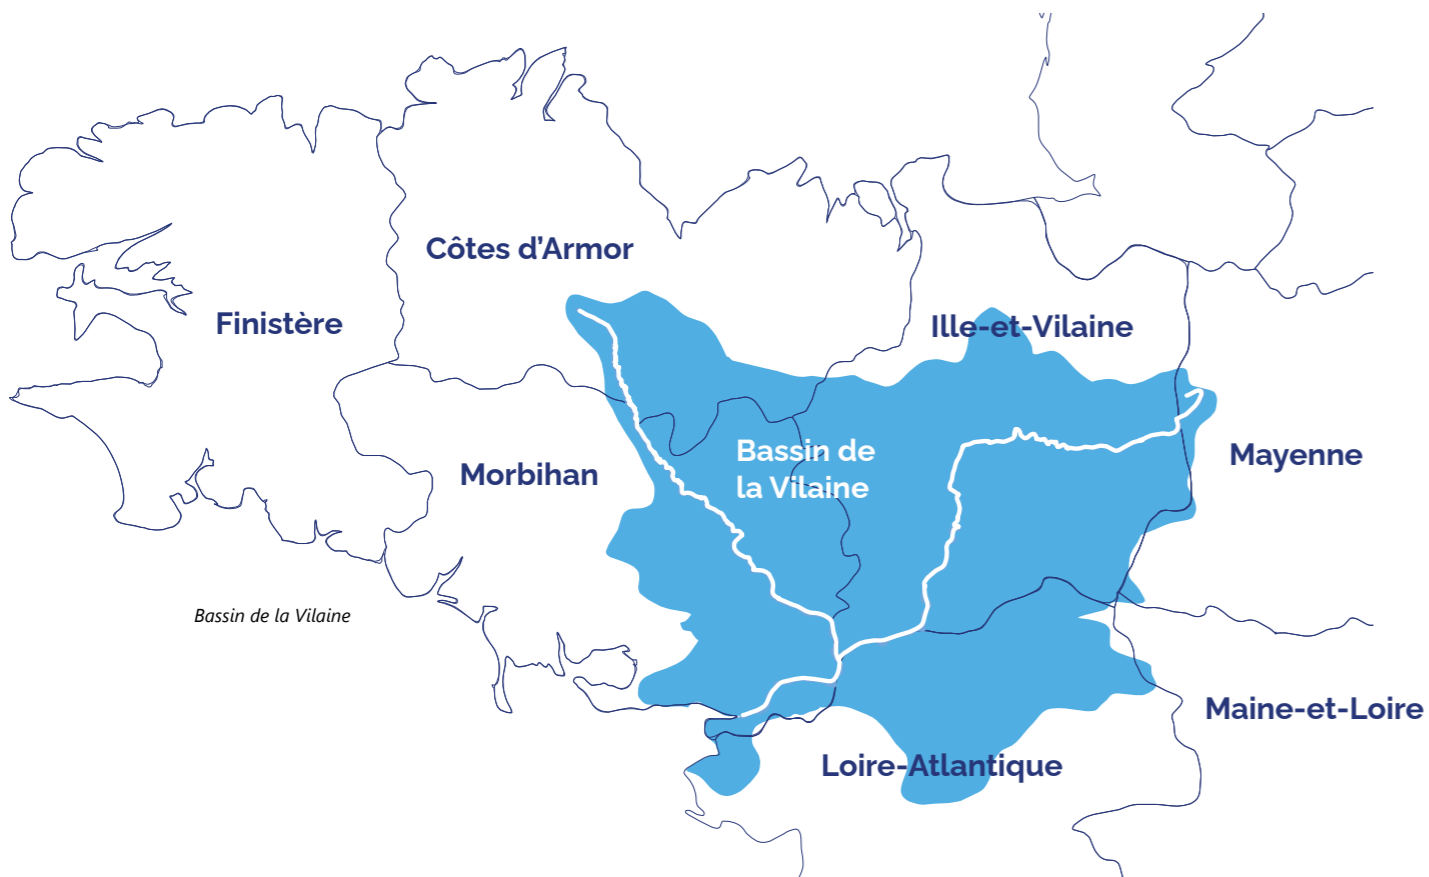 Côtes d’Armor
Finistère
Ille-et-Vilaine
Bassin de
la Vilaine
Mayenne
Morbihan
Bassin de la Vilaine
Maine-et-Loire
Loire-Atlantique